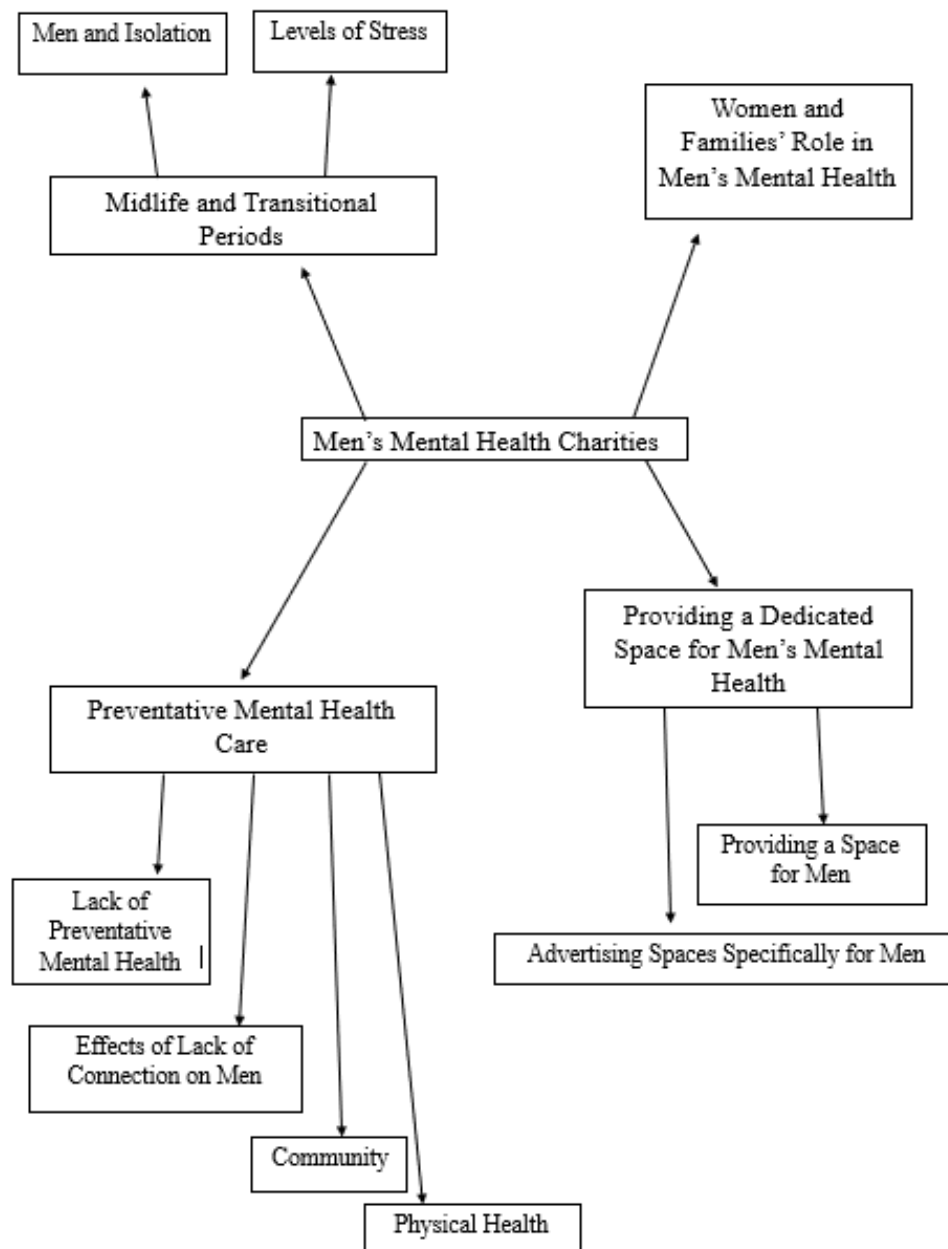 Men and Isolation
Levels of Stress
Women and
Families’ Role in
Men’s Mental Health
Midlife and Transitional
Periods
Men’s Mental Health Charities
Providing a Dedicated
Space for Men’s Mental
Health
Preventative Mental Health
Care
Providing a Space
for Men
Lack of
Preventative
Mental Health
Advertising Spaces Specifically for Men
Effects of Lack of
Connection on Men
Community
Physical Health